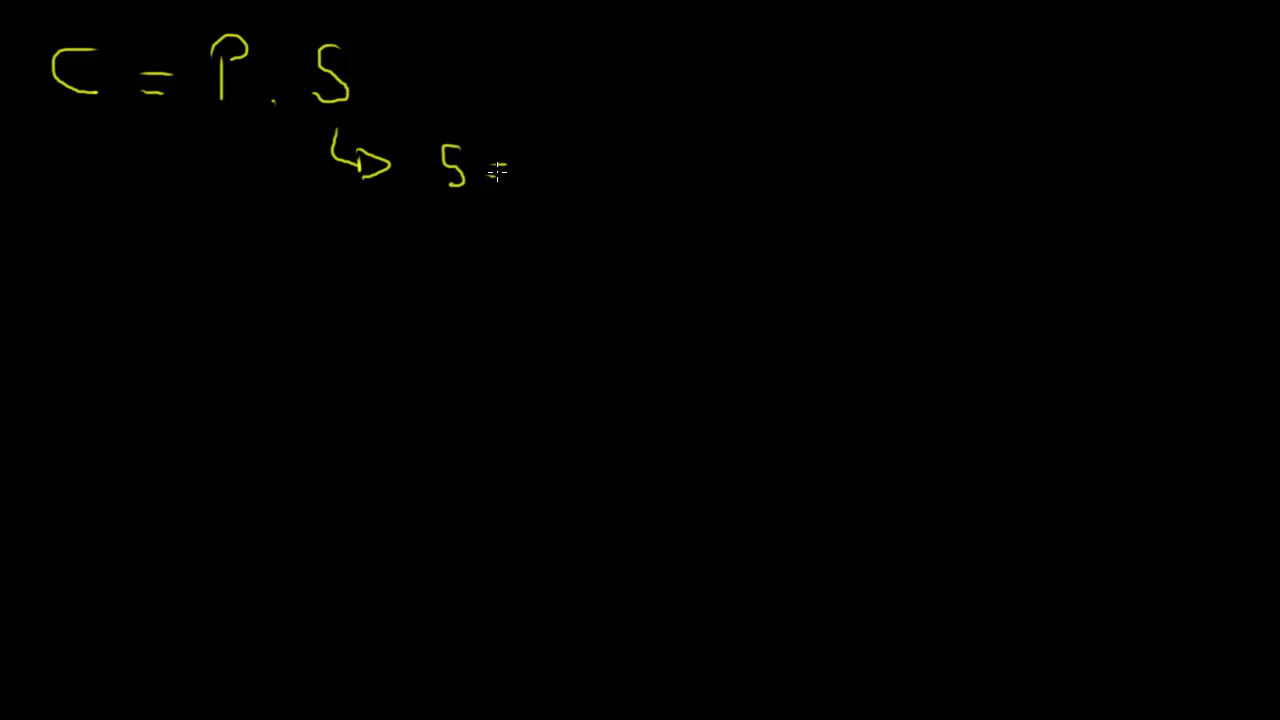 C = P . S
↳ S =